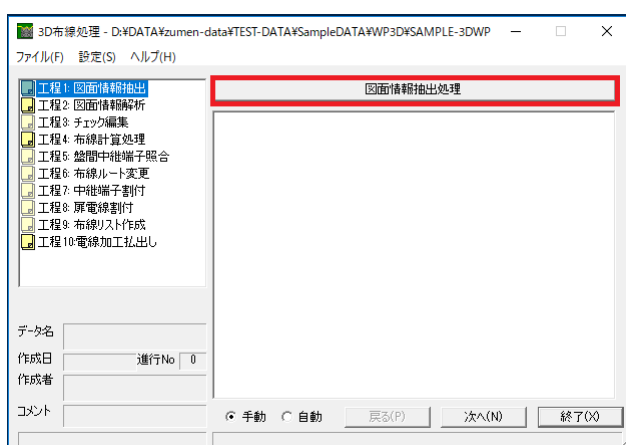 3D布線処理 - D:¥DATA¥zumen-data¥TEST-DATA¥SampleDATA¥WP3D¥SAMPLE-3DWP
ファイル(F) 設定(S) ヘルプ(H)
工程1: 図面情報抽出
工程2: 図面情報解析
工程3: チェック編集
工程4: 布線計算処理
工程5: 盤間中継端子照合
工程6: 布線ルート変更
工程7: 中継端子割付
工程8: 扉電線割付
工程9: 布線リスト作成
工程10:電線加工払出し
図面情報抽出処理
データ名
作成日 進行No 0
作成者
コメント
手動 自動 戻る(P) 次へ(N) 終了(X)